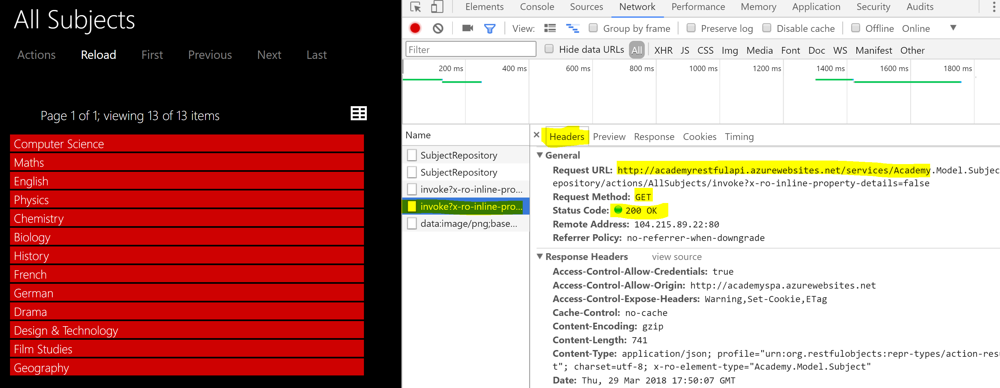 All Subjects
Actions Reload First Previous Next Last
Page 1 of 1; viewing 13 of 13 items
Computer Science
Maths
English
Physics
Chemistry
Biology
History
French
German
Drama
Design & Technology
Film Studies
Geography
Elements Console Sources Network Performance Memory Application Security Audits
View: Group by frame Preserve log Disable cache Offline Online
Filter Hide data URLs All XHR JS CSS Img Media Font Doc WS Manifest Other
200 ms 400 ms 600 ms 800 ms 1000 ms 1200 ms 1400 ms 1600 ms 1800 ms
Name
SubjectRepository
SubjectRepository
invoke?x-ro-inline-pro...
invoke?x-ro-inline-pro...
data:image/png;base...
Headers Preview Response Cookies Timing
General
Request URL: http://academyrestfulapi.azurewebsites.net/services/Academy.Model.Subjec
epository/actions/AllSubjects/invoke?x-ro-inline-property-details=false
Request Method: GET
Status Code: 200 OK
Remote Address: 104.215.89.22:80
Referrer Policy: no-referrer-when-downgrade
Response Headers view source
Access-Control-Allow-Credentials: true
Access-Control-Allow-Origin: http://academyspa.azurewebsites.net
Access-Control-Expose-Headers: Warning,Set-Cookie,ETag
Cache-Control: no-cache
Content-Encoding: gzip
Content-Length: 741
Content-Type: application/json; profile="urn:org.restfulobjects:repr-types/action-resu
t"; charset=utf-8; x-ro-element-type="Academy.Model.Subject"
Date: Thu, 29 Mar 2018 17:50:07 GMT